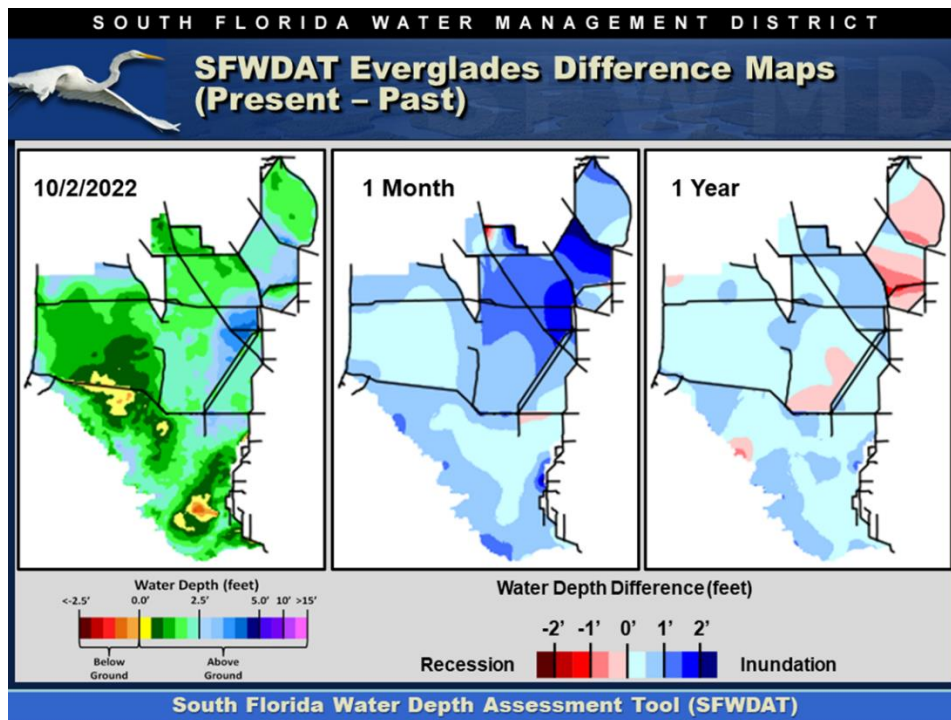 SOUTH FLORIDA WATER MANAGEMENT DISTRICT
SFWDAT Everglades Difference Maps
(Present – Past)
SFWMD
10/2/2022
1 Month
1 Year
Water Depth (feet)
<-2.5' 0.0' 2.5' 5.0' 10' >15'
Below
Ground
Above
Ground
Water Depth Difference (feet)
-2' -1' 0' 1' 2'
Recession
Inundation
South Florida Water Depth Assessment Tool (SFWDAT)